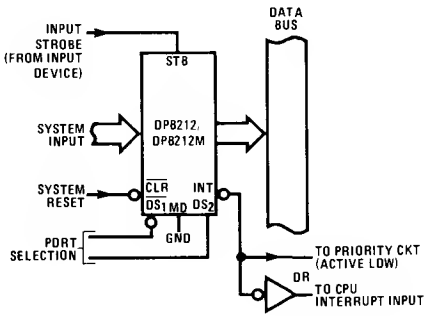 INPUT
STROBE
(FROM INPUT
DEVICE)
DATA
BUS
STB
SYSTEM
INPUT
DP8212,
DP8212M
SYSTEM
RESET
CLR INT
DS1 MD DS2
PORT
SELECTION
GND
TO PRIORITY CKT
(ACTIVE LOW)
OR
TO CPU
INTERRUPT INPUT